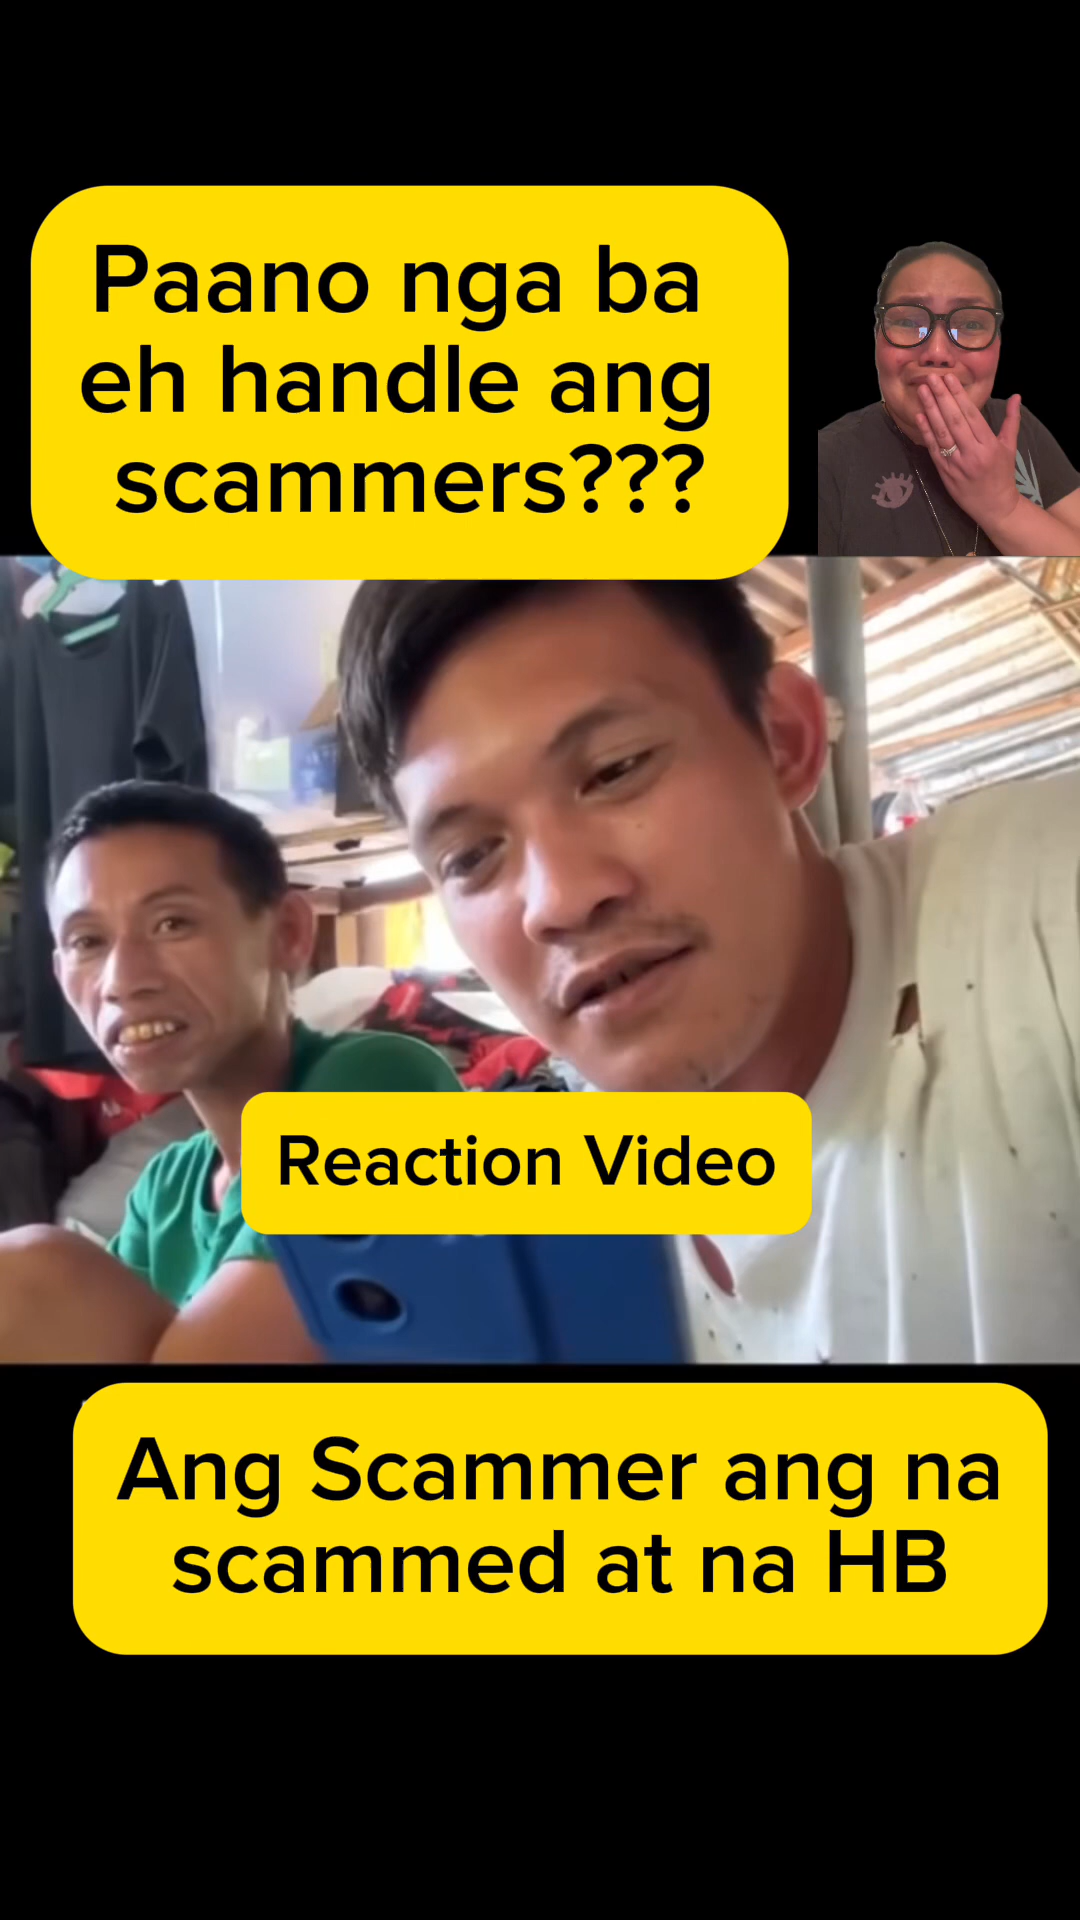 Paano nga ba
eh handle ang
scammers???
Reaction Video
Ang Scammer ang na
scammed at na HB